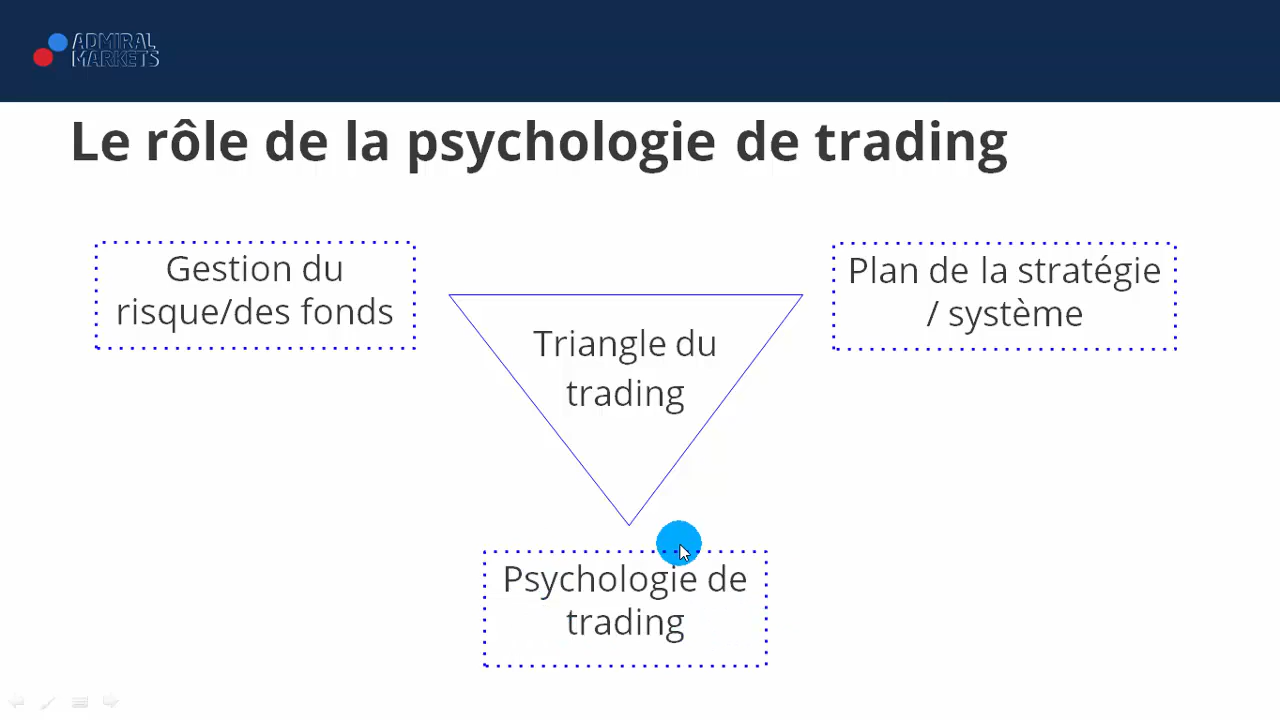 ADMIRAL
MARKETS
Le rôle de la psychologie de trading
Gestion du
risque/des fonds
Plan de la stratégie
/ système
Triangle du
trading
Psychologie de
trading